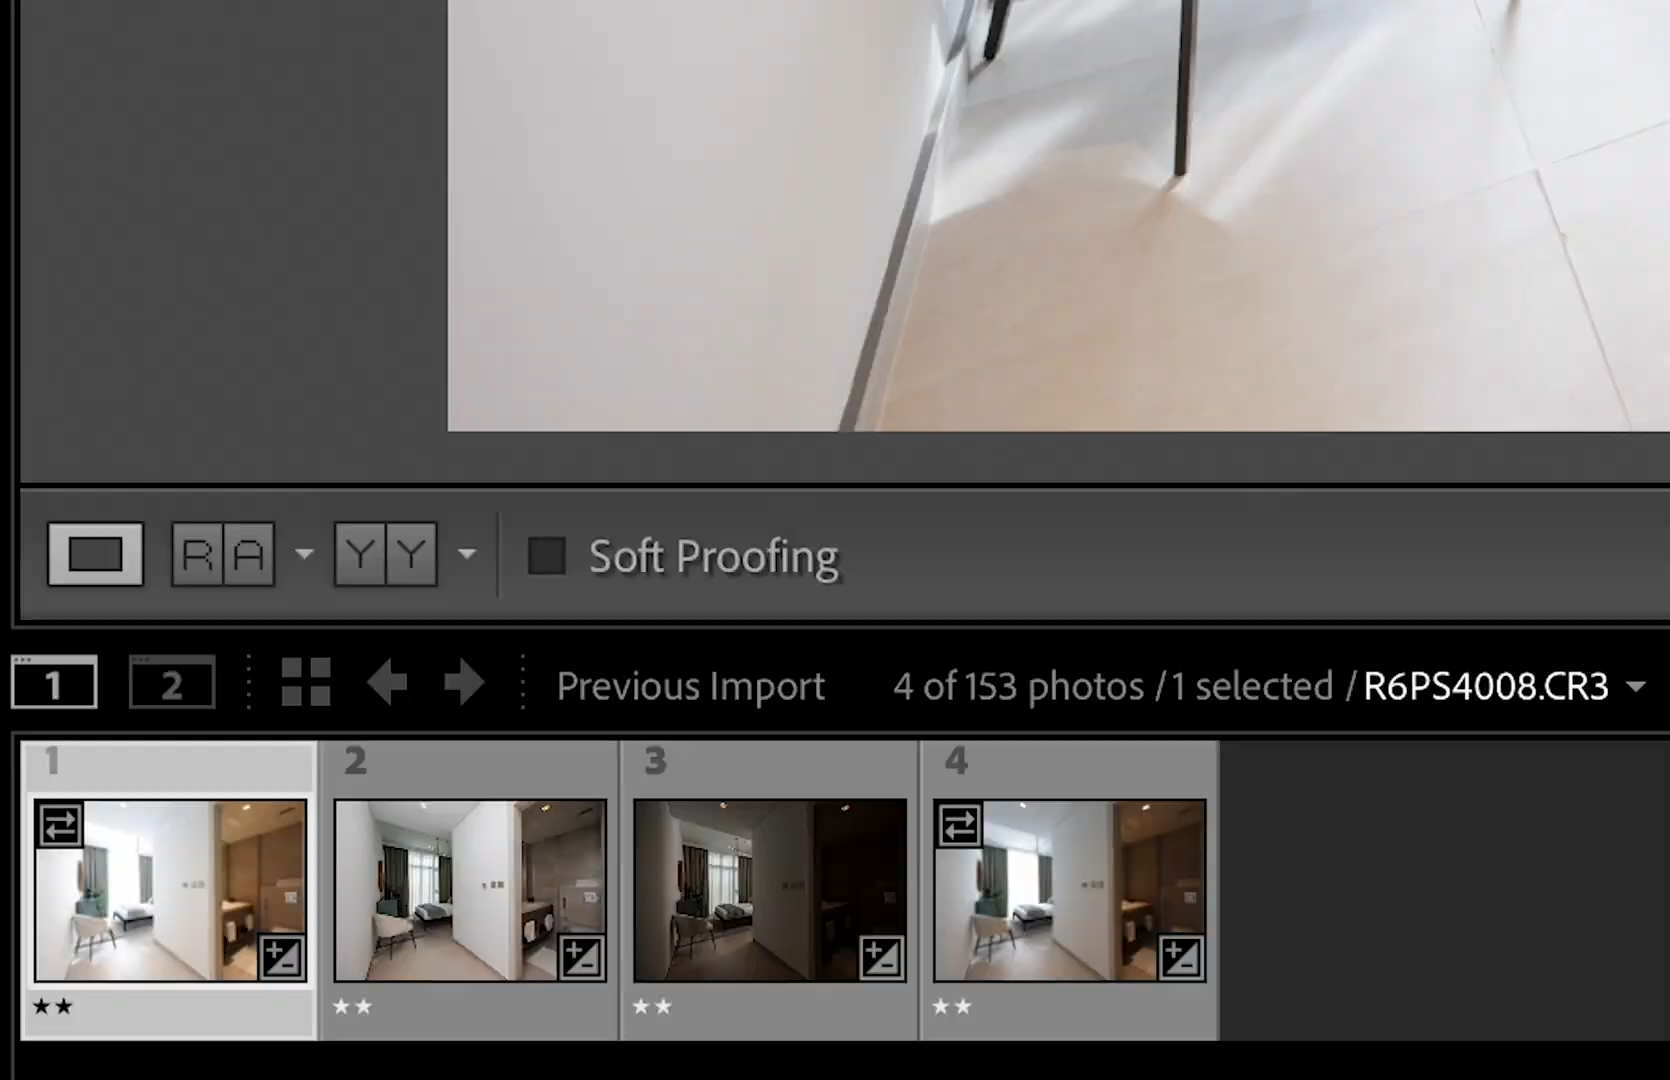 R A Y Y Soft Proofing
1 2 Previous Import 4 of 153 photos / 1 selected / R6PS4008.CR3
1 2 3 4